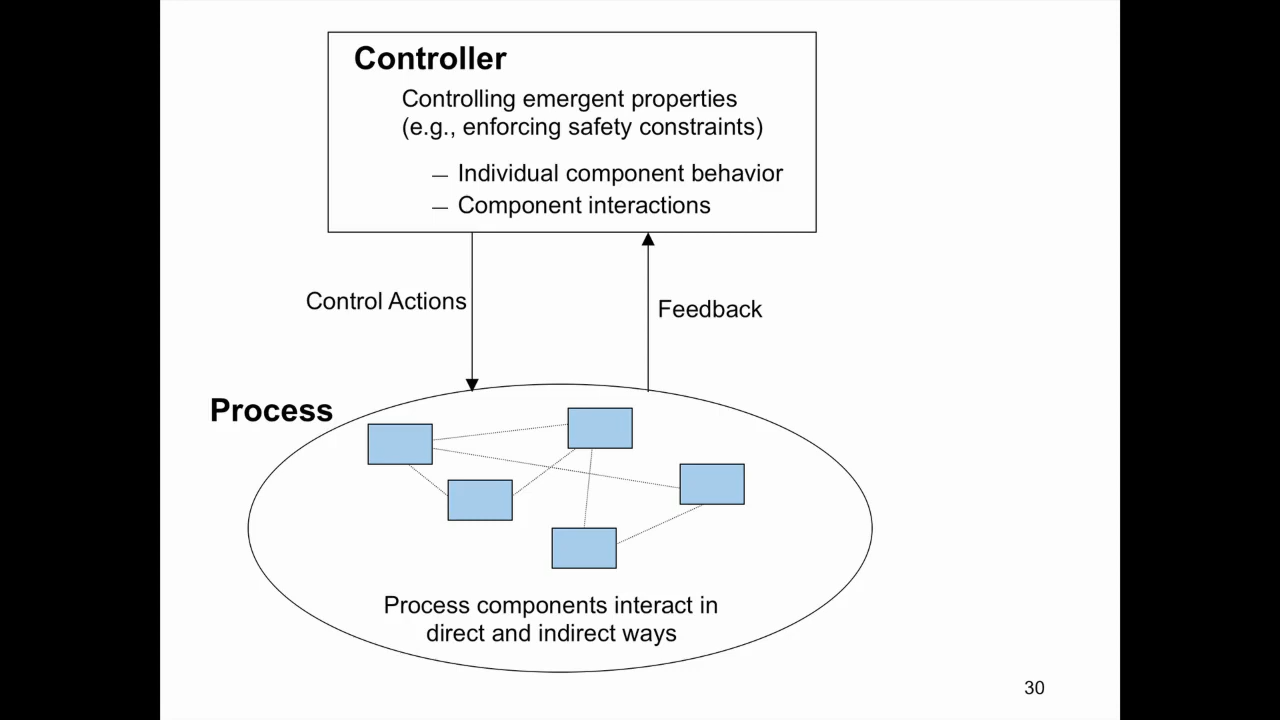 Controller
Controlling emergent properties
(e.g., enforcing safety constraints)
— Individual component behavior
— Component interactions
Control Actions
Feedback
Process
Process components interact in
direct and indirect ways
30